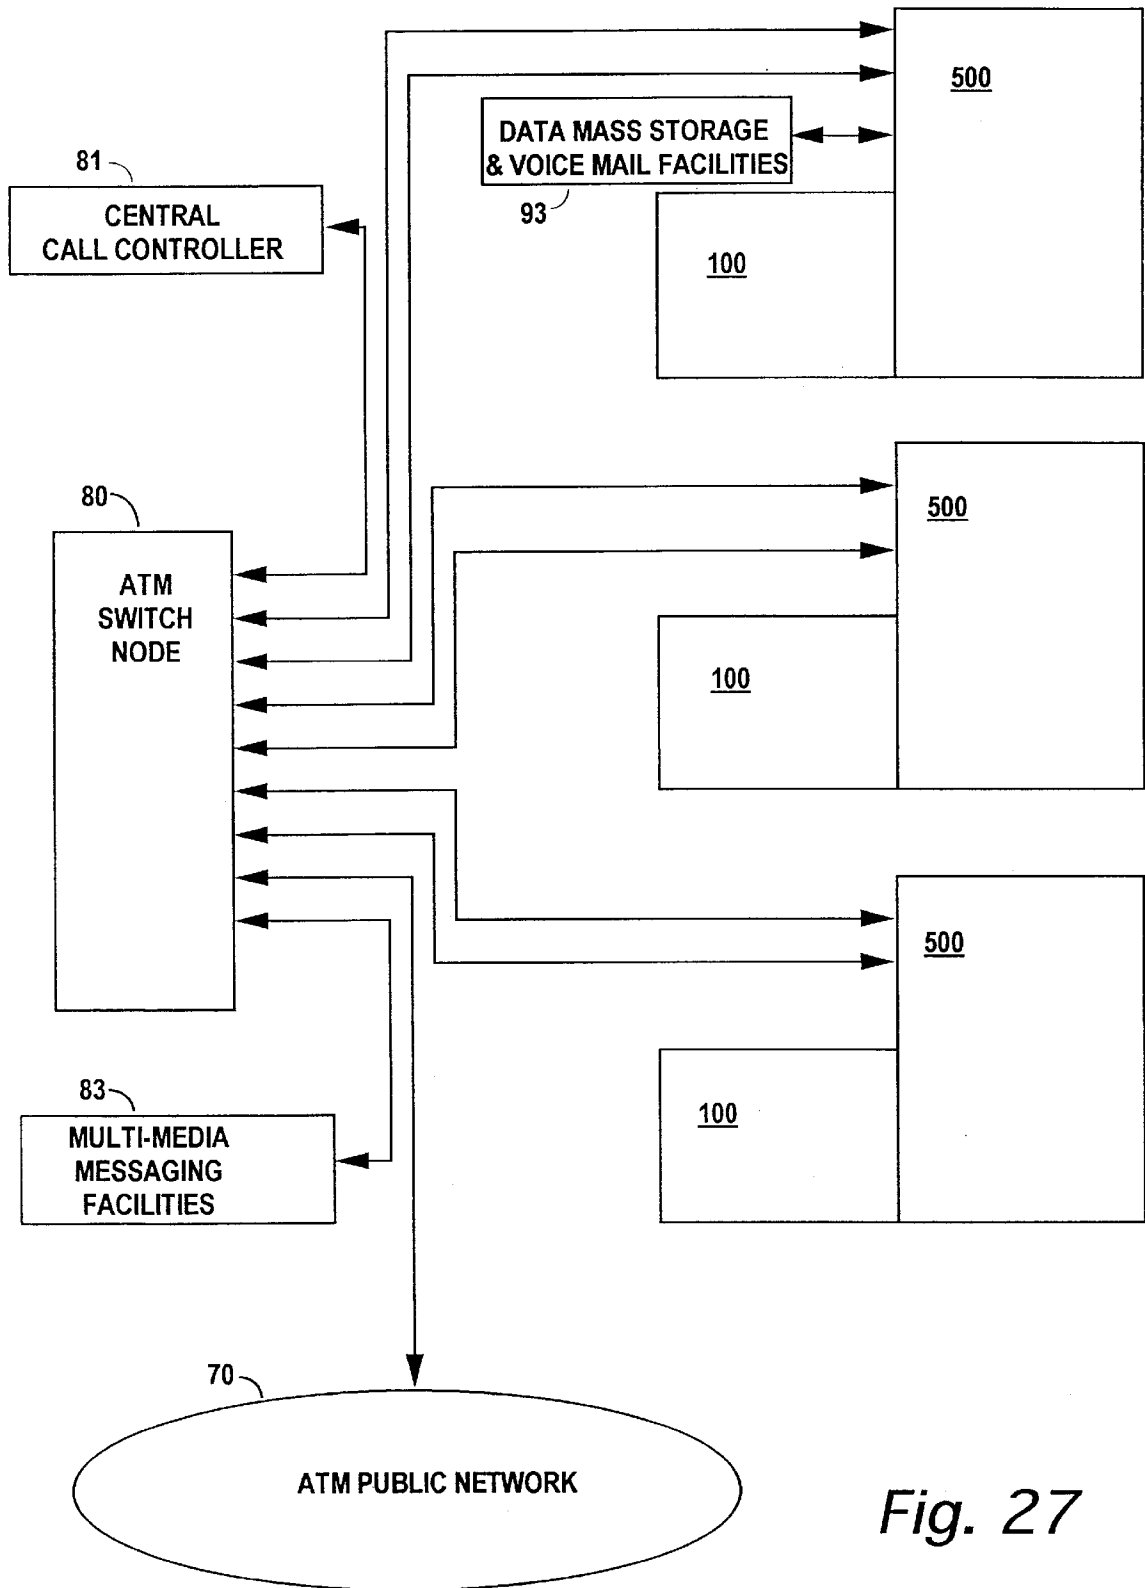 500
DATA MASS STORAGE
& VOICE MAIL FACILITIES
93
81
CENTRAL
CALL CONTROLLER
100
80
ATM
SWITCH
NODE
500
100
500
100
83
MULTI-MEDIA
MESSAGING
FACILITIES
70
ATM PUBLIC NETWORK
Fig. 27